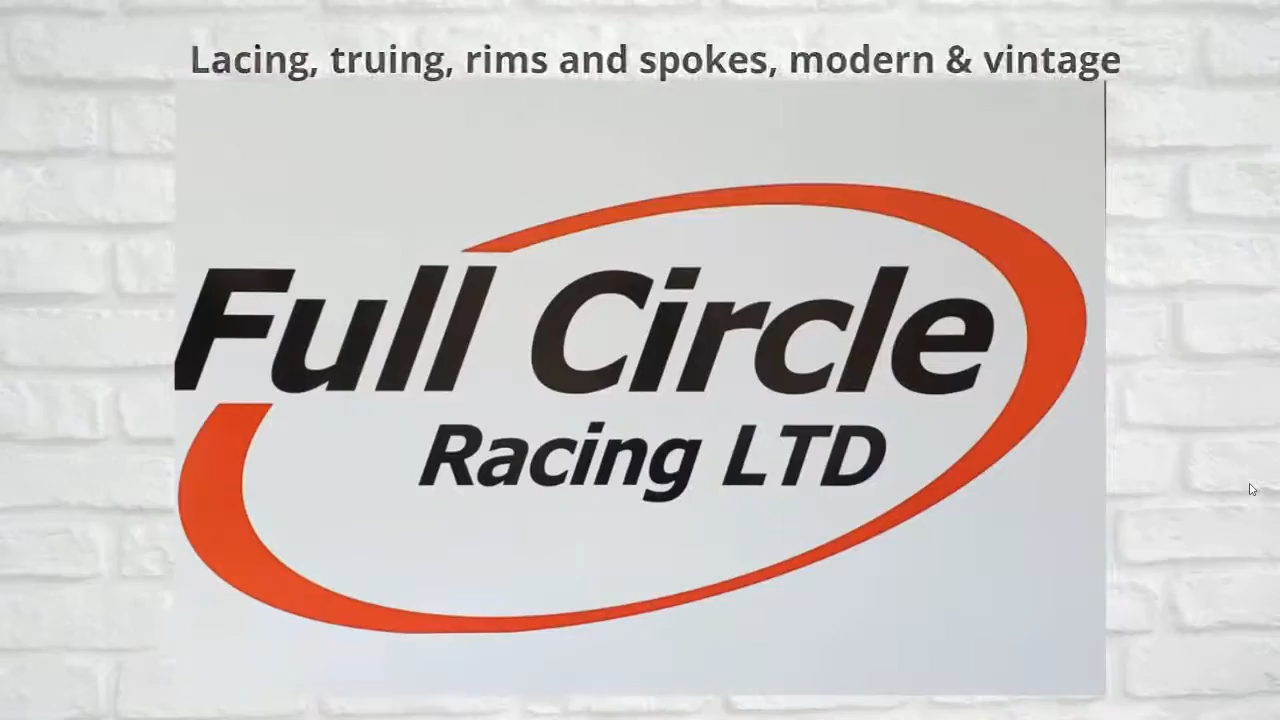 Lacing, truing, rims and spokes, modern & vintage
Full Circle
Racing LTD